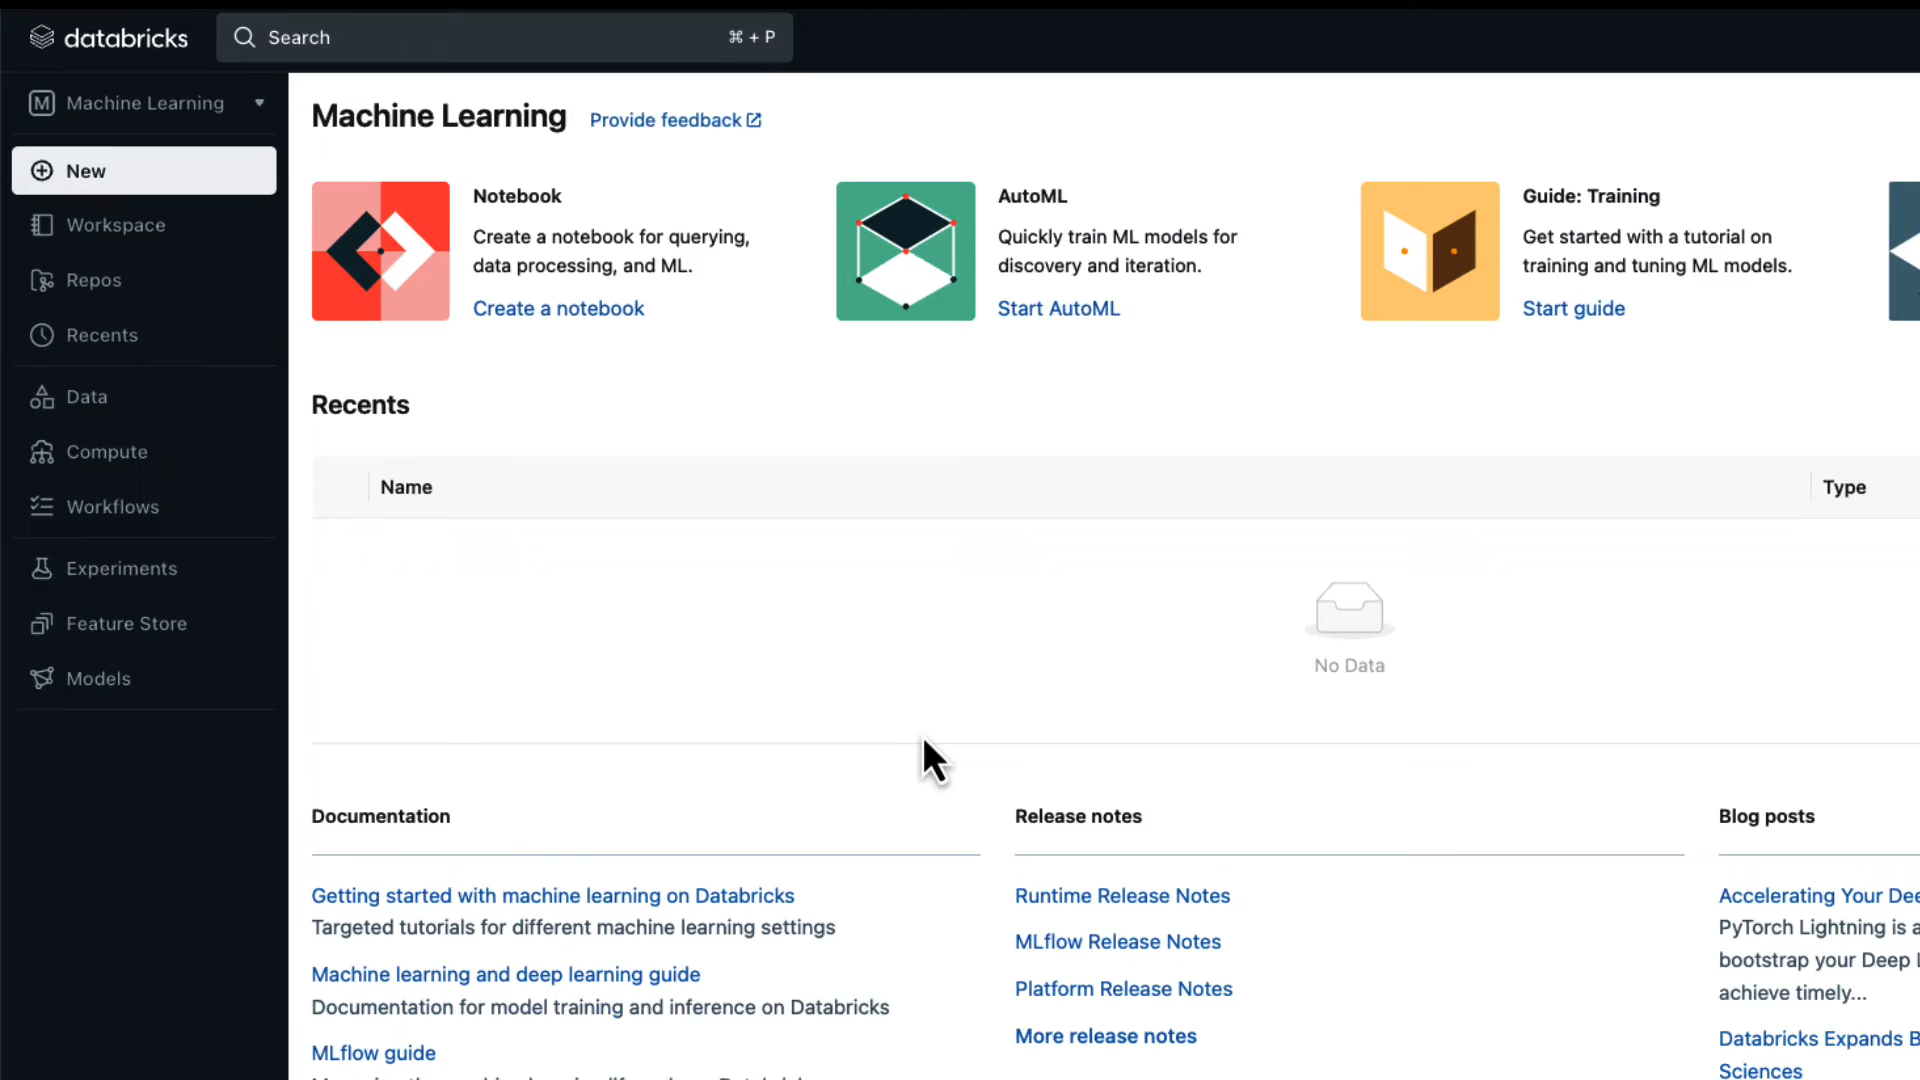 databricks
Search
⌘ + P
M Machine Learning
New
Workspace
Repos
Recents
Data
Compute
Workflows
Experiments
Feature Store
Models
Machine Learning
Provide feedback
Notebook
Create a notebook for querying,
data processing, and ML.
Create a notebook
AutoML
Quickly train ML models for
discovery and iteration.
Start AutoML
Guide: Training
Get started with a tutorial on
training and tuning ML models.
Start guide
Recents
Name
Type
No Data
Documentation
Getting started with machine learning on Databricks
Targeted tutorials for different machine learning settings
Machine learning and deep learning guide
Documentation for model training and inference on Databricks
MLflow guide
Release notes
Runtime Release Notes
MLflow Release Notes
Platform Release Notes
More release notes
Blog posts
Accelerating Your Dee
PyTorch Lightning is a
bootstrap your Deep L
achieve timely...
Databricks Expands B
Sciences